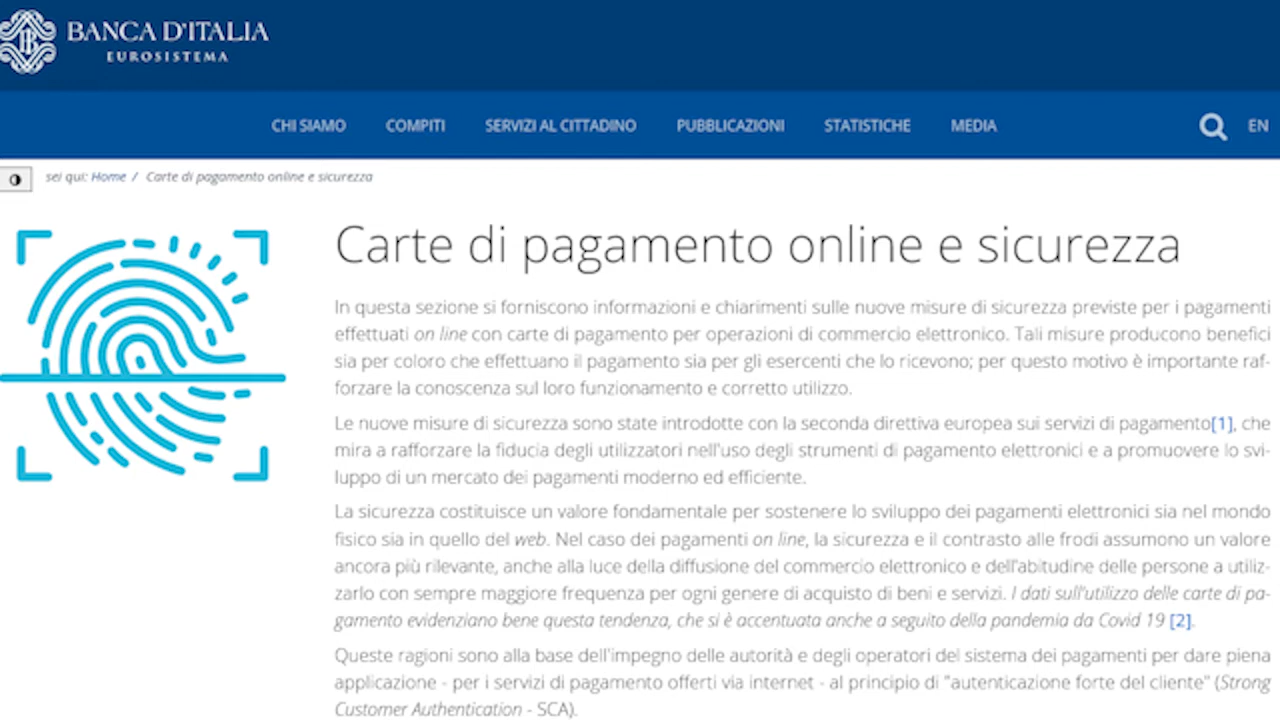 BANCA D'ITALIA
EUROSISTEMA
CHI SIAMO COMPITI SERVIZI AL CITTADINO PUBBLICAZIONI STATISTICHE MEDIA EN
sei qui: Home / Carte di pagamento online e sicurezza
Carte di pagamento online e sicurezza
In questa sezione si forniscono informazioni e chiarimenti sulle nuove misure di sicurezza previste per i pagamenti
effettuati on line con carte di pagamento per operazioni di commercio elettronico. Tali misure producono benefici
sia per coloro che effettuano il pagamento sia per gli esercenti che lo ricevono; per questo motivo è importante raf-
forzare la conoscenza sul loro funzionamento e corretto utilizzo.
Le nuove misure di sicurezza sono state introdotte con la seconda direttiva europea sui servizi di pagamento[1], che
mira a rafforzare la fiducia degli utilizzatori nell'uso degli strumenti di pagamento elettronici e a promuovere lo svi-
luppo di un mercato dei pagamenti moderno ed efficiente.
La sicurezza costituisce un valore fondamentale per sostenere lo sviluppo dei pagamenti elettronici sia nel mondo
fisico sia in quello del web. Nel caso dei pagamenti on line, la sicurezza e il contrasto alle frodi assumono un valore
ancora più rilevante, anche alla luce della diffusione del commercio elettronico e dell'abitudine delle persone a utiliz-
zarlo con sempre maggiore frequenza per ogni genere di acquisto di beni e servizi. I dati sull'utilizzo delle carte di pa-
gamento evidenziano bene questa tendenza, che si è accentuata anche a seguito della pandemia da Covid 19 [2].
Queste ragioni sono alla base dell'impegno delle autorità e degli operatori del sistema dei pagamenti per dare piena
applicazione - per i servizi di pagamento offerti via internet - al principio di "autenticazione forte del cliente" (Strong
Customer Authentication - SCA).